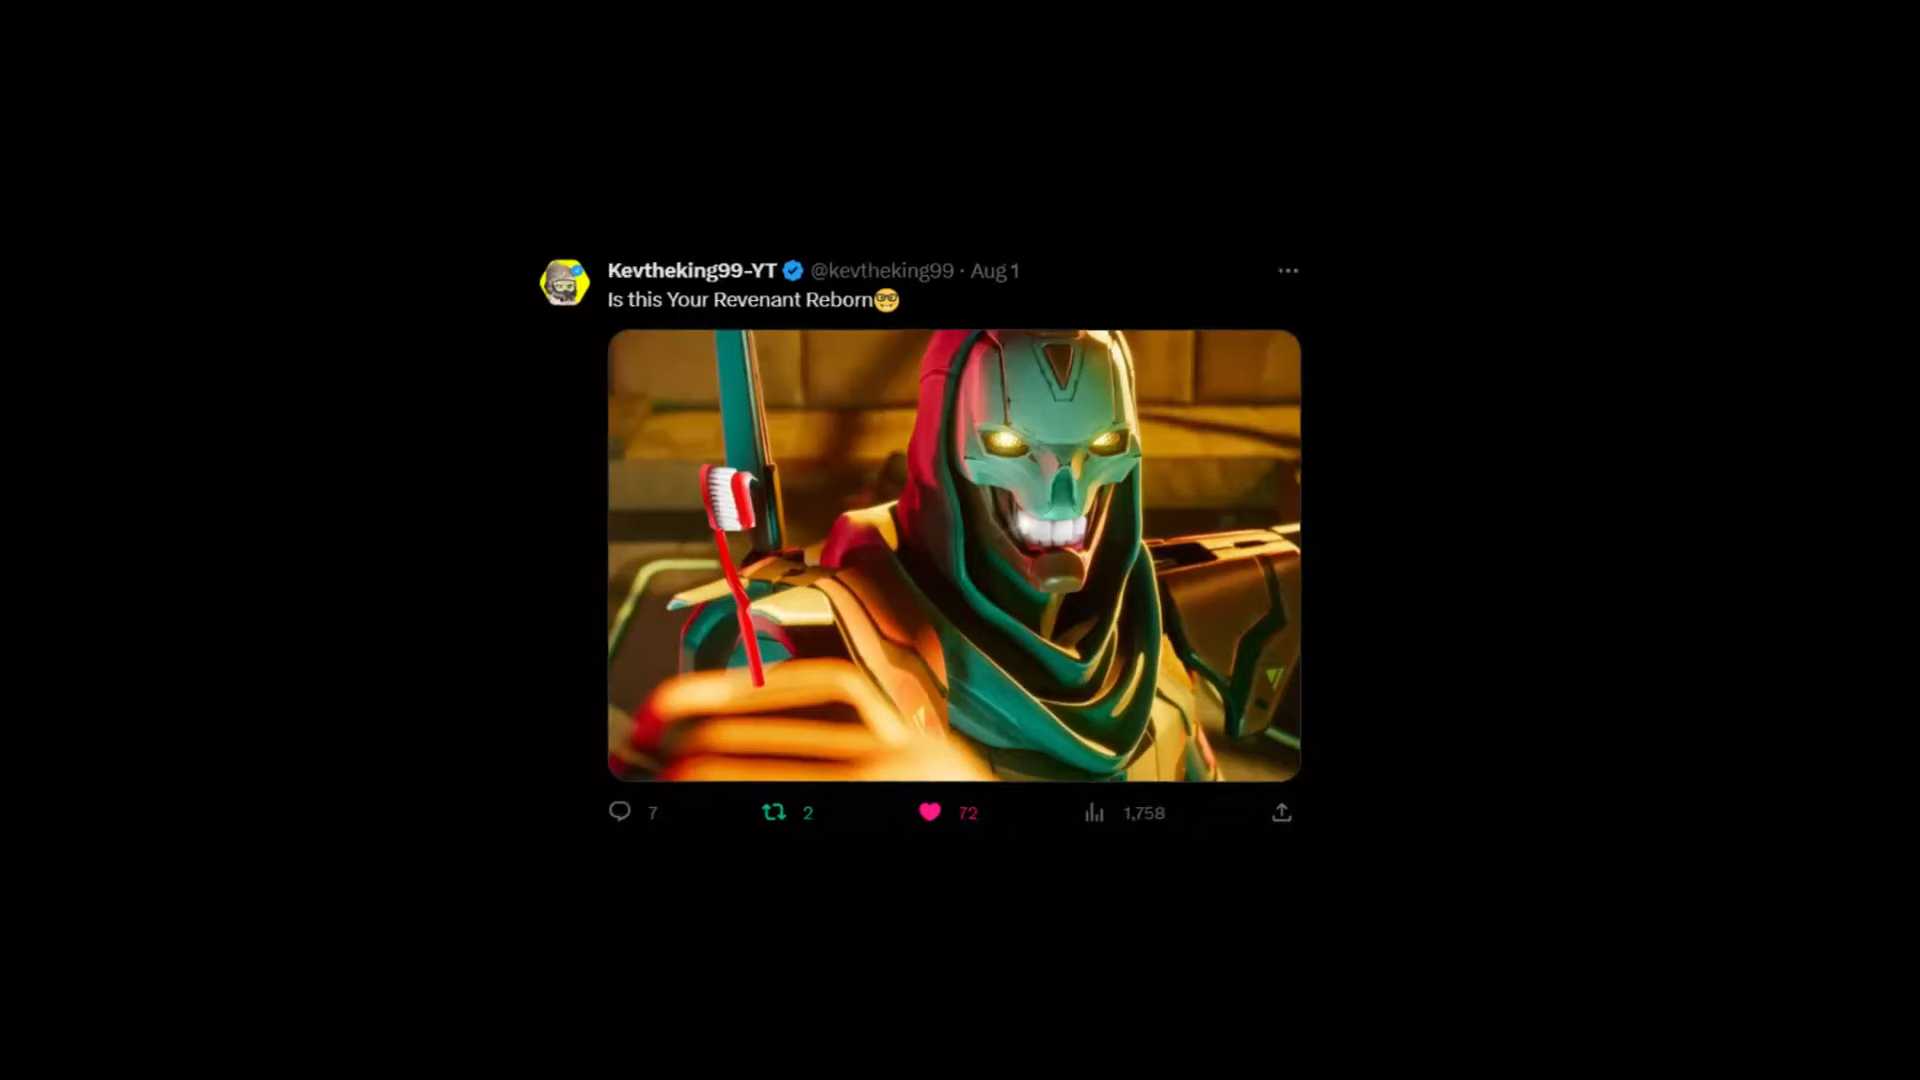 Kevtheking99-YT @kevtheking99 · Aug 1
Is this Your Revenant Reborn🤓
7 2 72 1,758